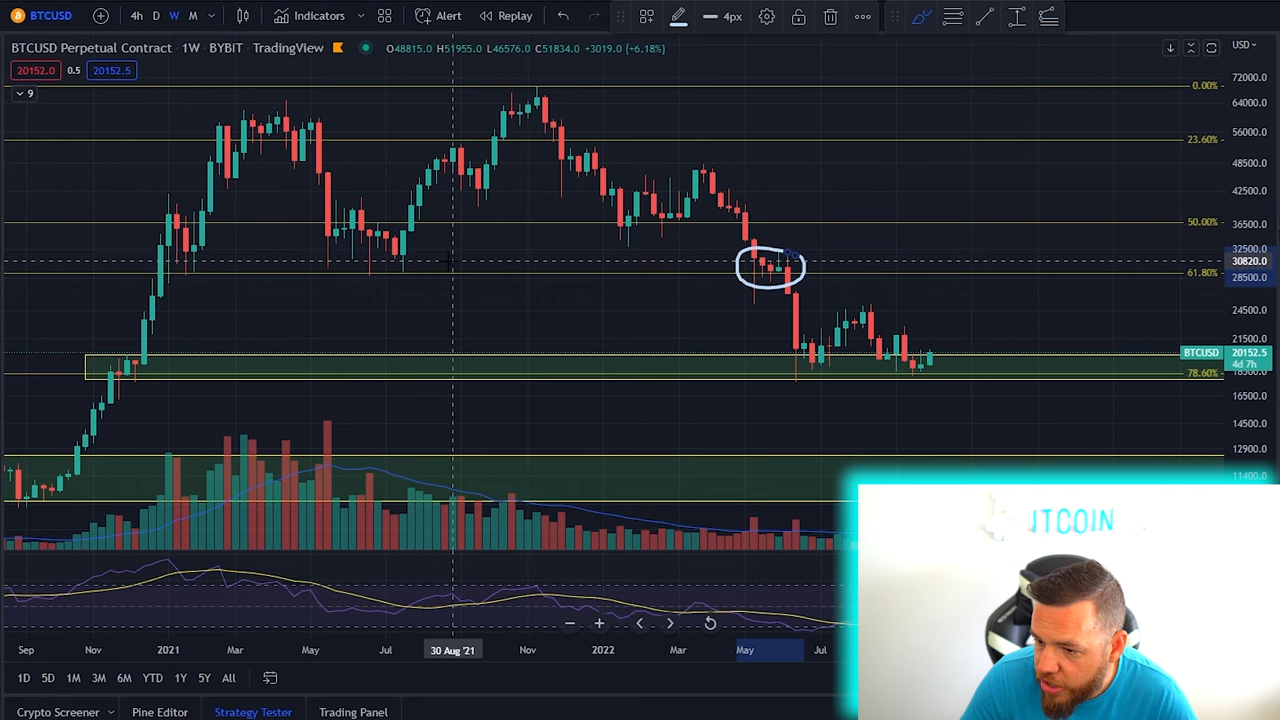 BTCUSD 4h D W M Indicators Alert Replay 4px
BTCUSD Perpetual Contract · 1W · BYBIT · TradingView O48815.0 H51955.0 L46576.0 C51834.0 +3019.0 (+6.18%) USD
20152.0 0.5 20152.5
9
72000.0
0.00%
64000.0
56000.0
23.60%
48500.0
42500.0
50.00%
36500.0
32500.0
30820.0
61.80%
28500.0
24500.0
21500.0
BTCUSD 20152.5
4d 7h
78.60%
16500.0
14500.0
12900.0
11400.0
ITCOIN
Sep Nov 2021 Mar May Jul 30 Aug '21 Nov 2022 Mar May Jul
1D 5D 1M 3M 6M YTD 1Y 5Y All
Crypto Screener Pine Editor Strategy Tester Trading Panel